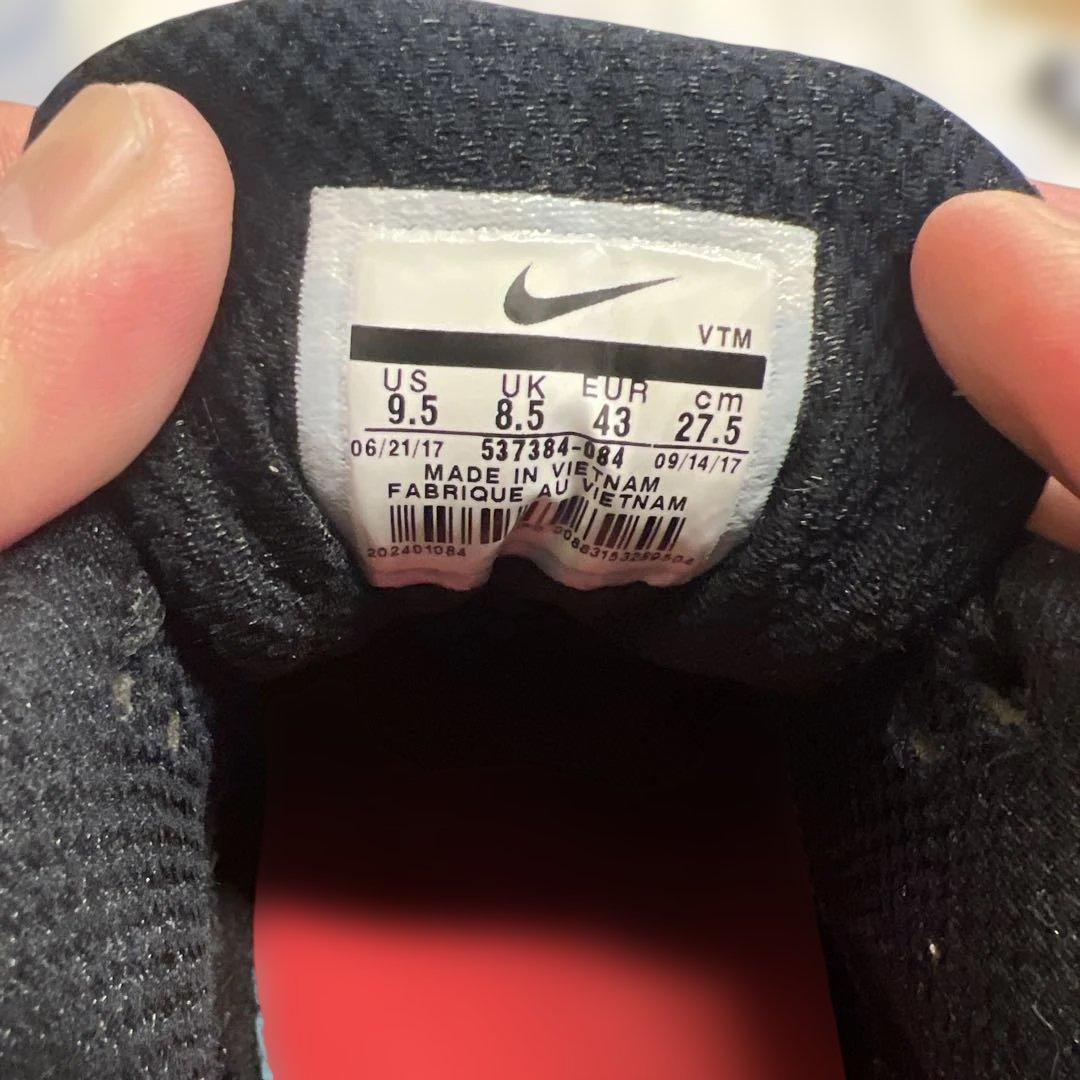 VTM
US UK EUR cm
9.5 8.5 43 27.5
06/21/17 537384-084 09/14/17
MADE IN VIETNAM
FABRIQUE AU VIETNAM
202401084